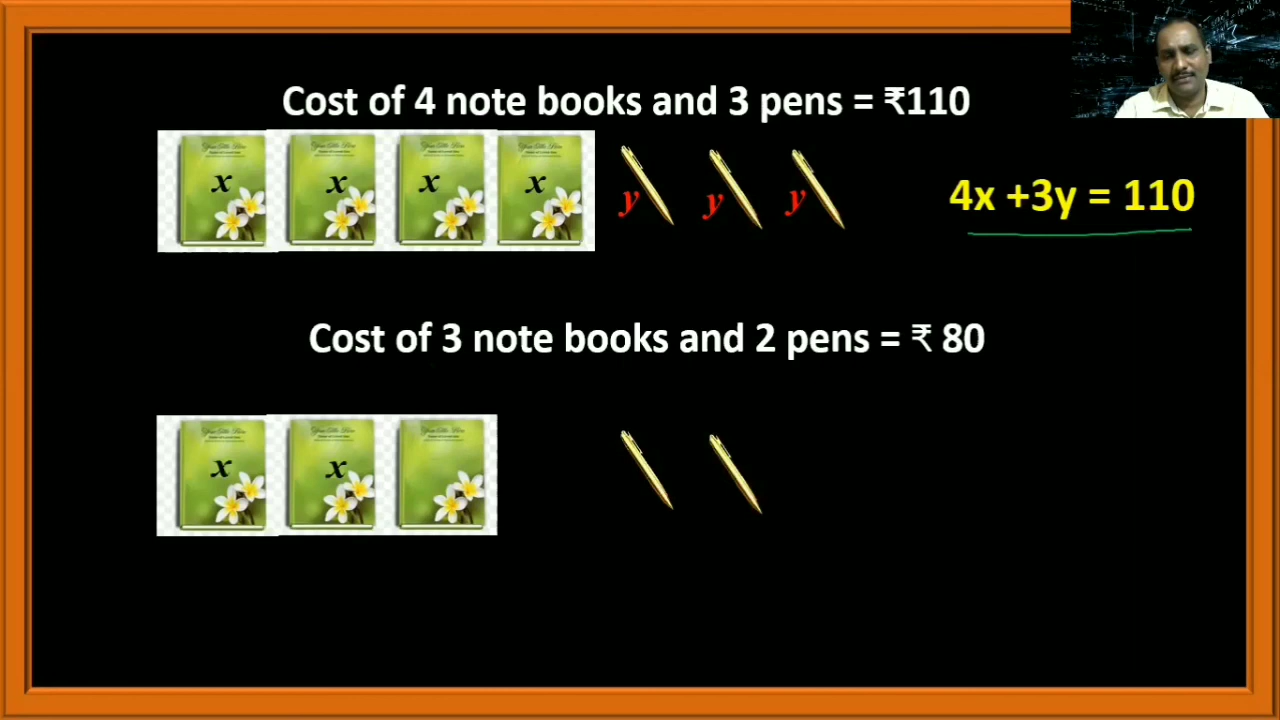 Cost of 4 note books and 3 pens = ₹110
x x x x y y y
4x +3y = 110
Cost of 3 note books and 2 pens = ₹ 80
x x